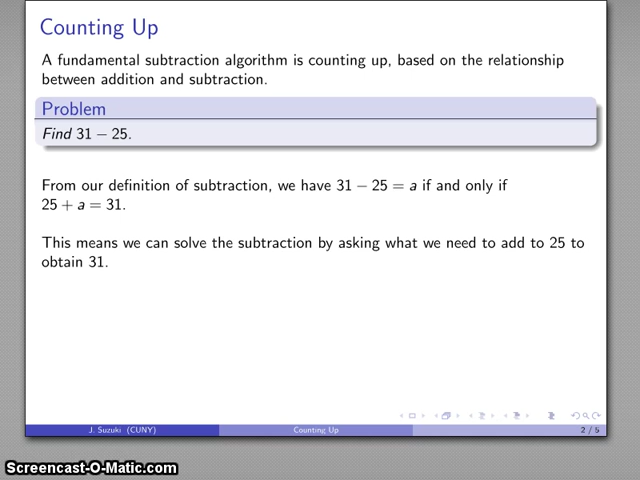 Counting Up
A fundamental subtraction algorithm is counting up, based on the relationship
between addition and subtraction.
Problem
Find 31 − 25.
From our definition of subtraction, we have 31 − 25 = a if and only if
25 + a = 31.
This means we can solve the subtraction by asking what we need to add to 25 to
obtain 31.
J. Suzuki (CUNY) Counting Up 2 / 5
Screencast-O-Matic.com